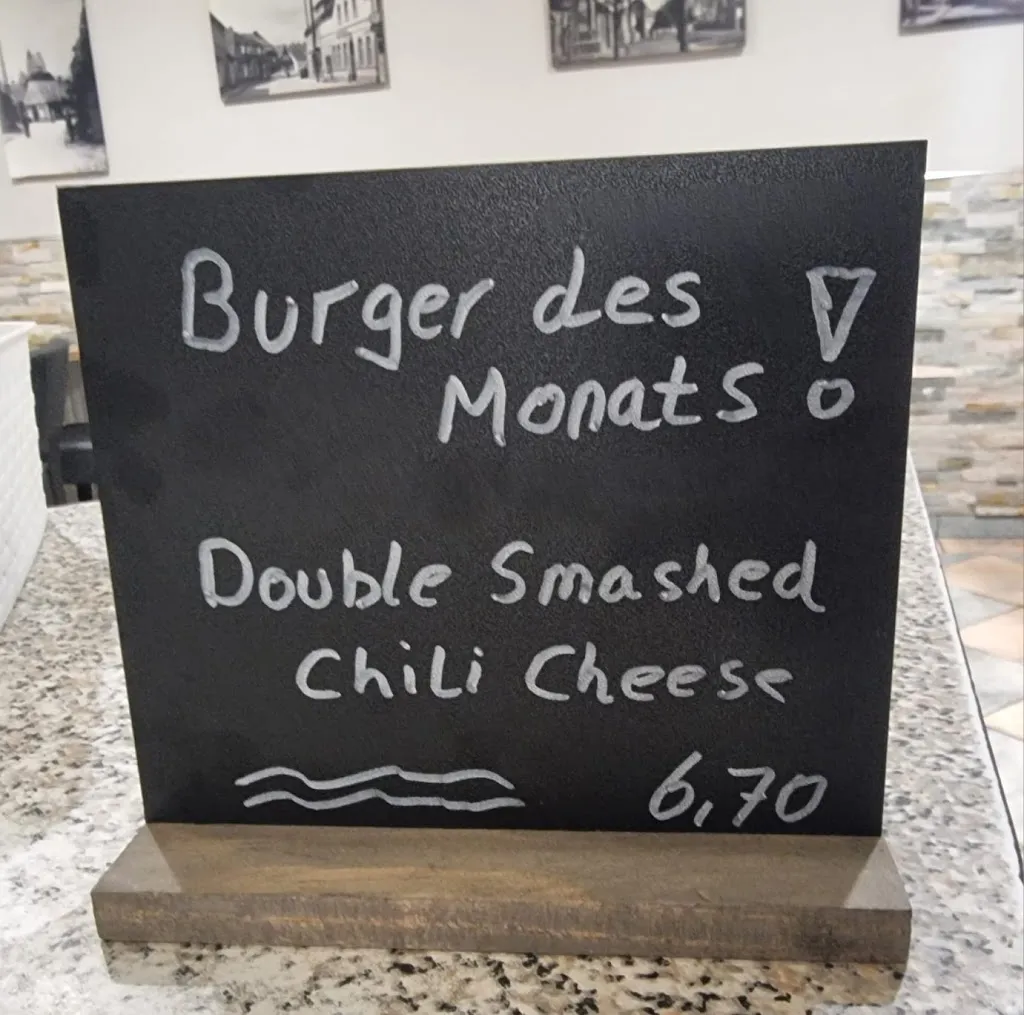 Burger des
Monats!
Double Smashed
Chili Cheese
6,70